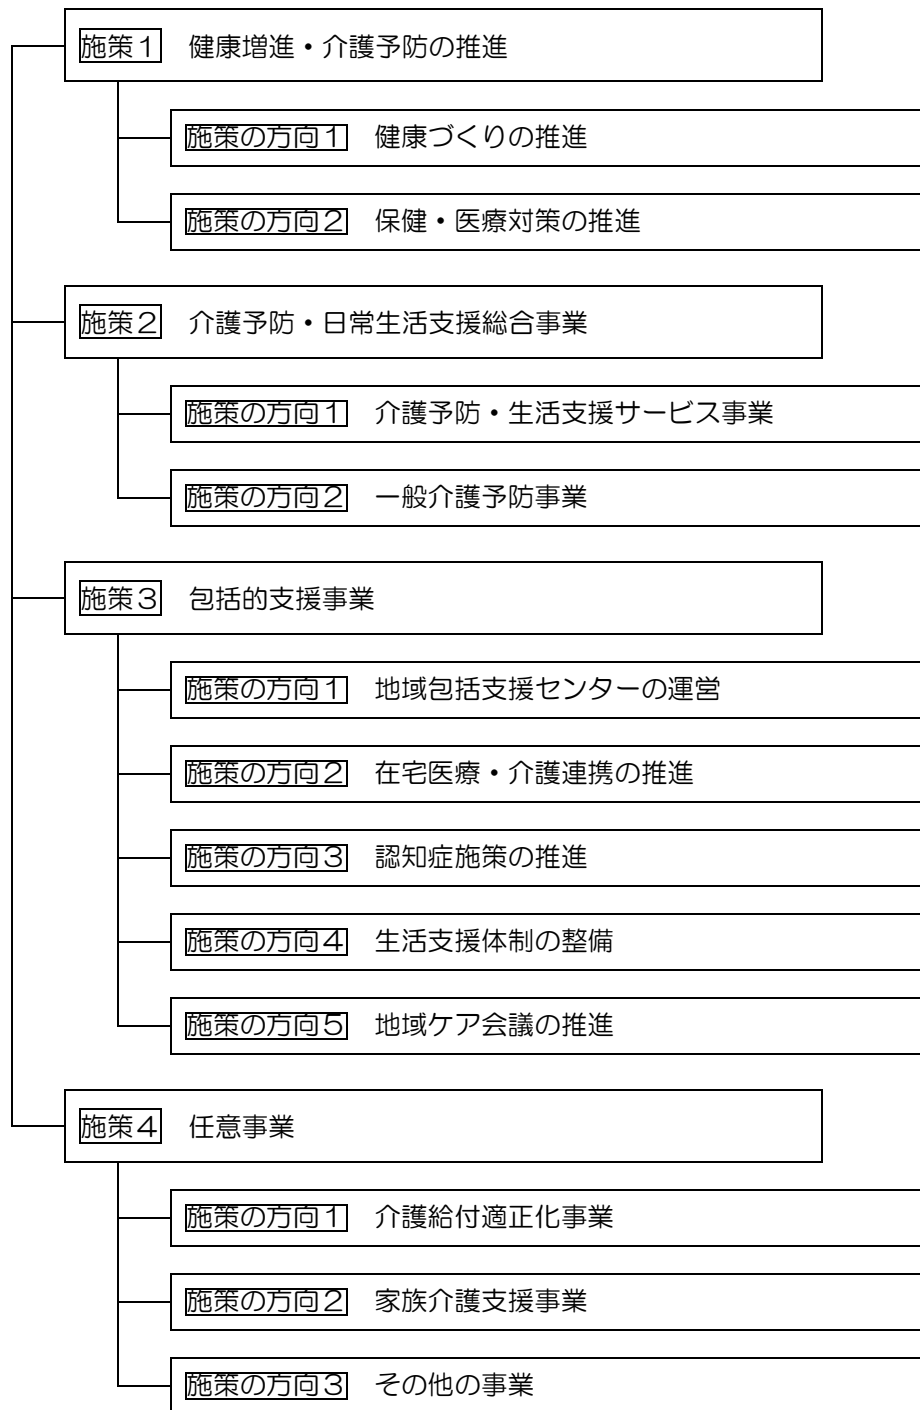 施策１　健康増進・介護予防の推進
施策の方向１　健康づくりの推進
施策の方向２　保健・医療対策の推進
施策２　介護予防・日常生活支援総合事業
施策の方向１　介護予防・生活支援サービス事業
施策の方向２　一般介護予防事業
施策３　包括的支援事業
施策の方向１　地域包括支援センターの運営
施策の方向２　在宅医療・介護連携の推進
施策の方向３　認知症施策の推進
施策の方向４　生活支援体制の整備
施策の方向５　地域ケア会議の推進
施策４　任意事業
施策の方向１　介護給付適正化事業
施策の方向２　家族介護支援事業
施策の方向３　その他の事業